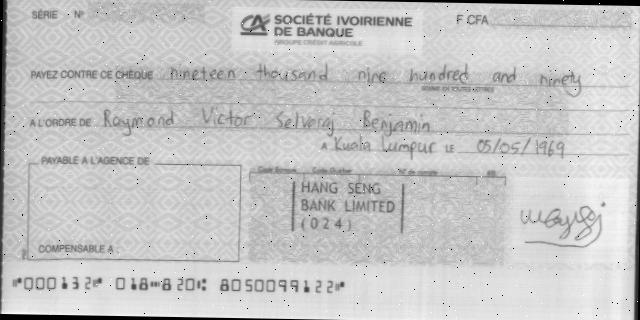 SÉRIE N°
SOCIÉTÉ IVOIRIENNE
DE BANQUE
GROUPE CRÉDIT AGRICOLE
F CFA
PAYEZ CONTRE CE CHÈQUE nineteen thousand nine hundred and ninety
SOMME EN TOUTES LETTRES
A L'ORDRE DE Raymond Victor Selveraj Benjamin
A Kuala Lumpur LE 05/05/1969
PAYABLE A L'AGENCE DE
Code Banque Code Guichet N° de compte
HANG SENG
BANK LIMITED
(024)
COMPENSABLE A :
"000132" 018"820": 8050099122"